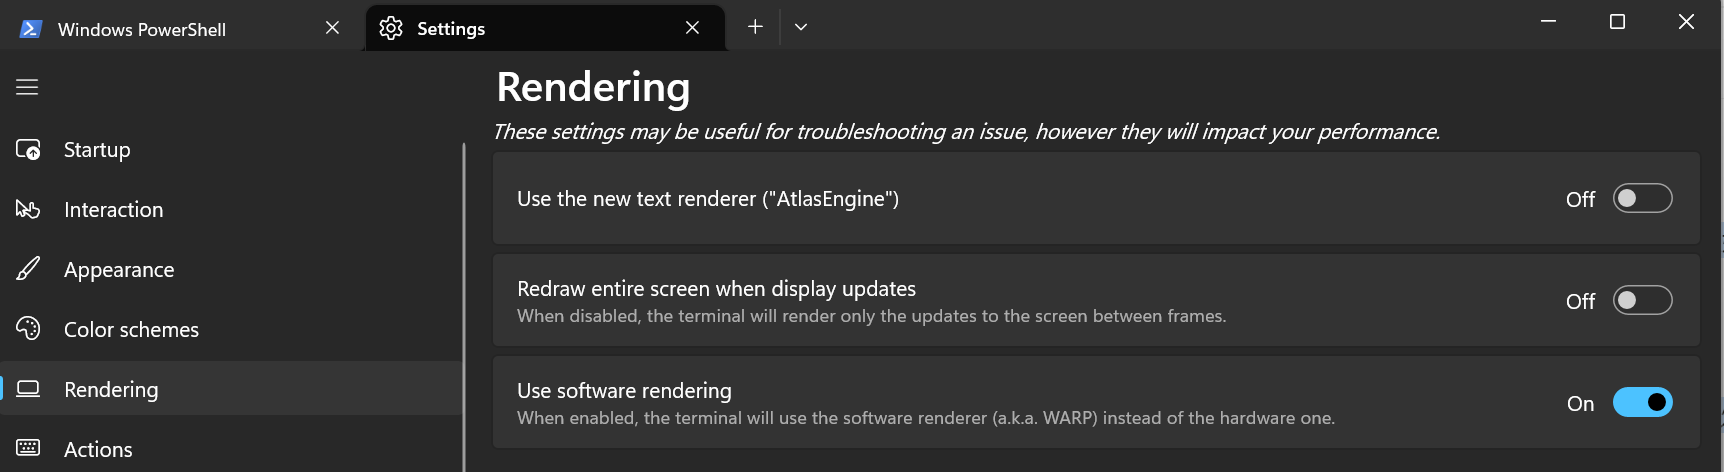 Windows PowerShell
Settings
Startup
Interaction
Appearance
Color schemes
Rendering
Actions
Rendering
These settings may be useful for troubleshooting an issue, however they will impact your performance.
Use the new text renderer ("AtlasEngine")
Off
Redraw entire screen when display updates
When disabled, the terminal will render only the updates to the screen between frames.
Off
Use software rendering
When enabled, the terminal will use the software renderer (a.k.a. WARP) instead of the hardware one.
On